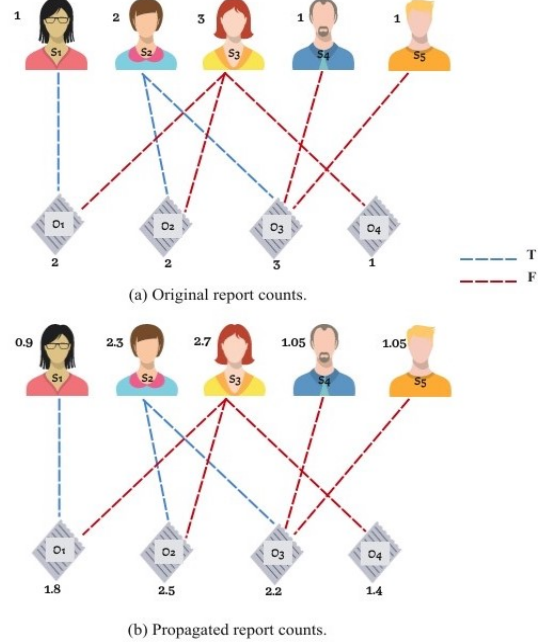 1 2 3 1 1
S1 S2 S3 S4 S5
O1 O2 O3 O4
2 2 3 1
T
F
(a) Original report counts.
0.9 2.3 2.7 1.05 1.05
S1 S2 S3 S4 S5
O1 O2 O3 O4
1.8 2.5 2.2 1.4
(b) Propagated report counts.